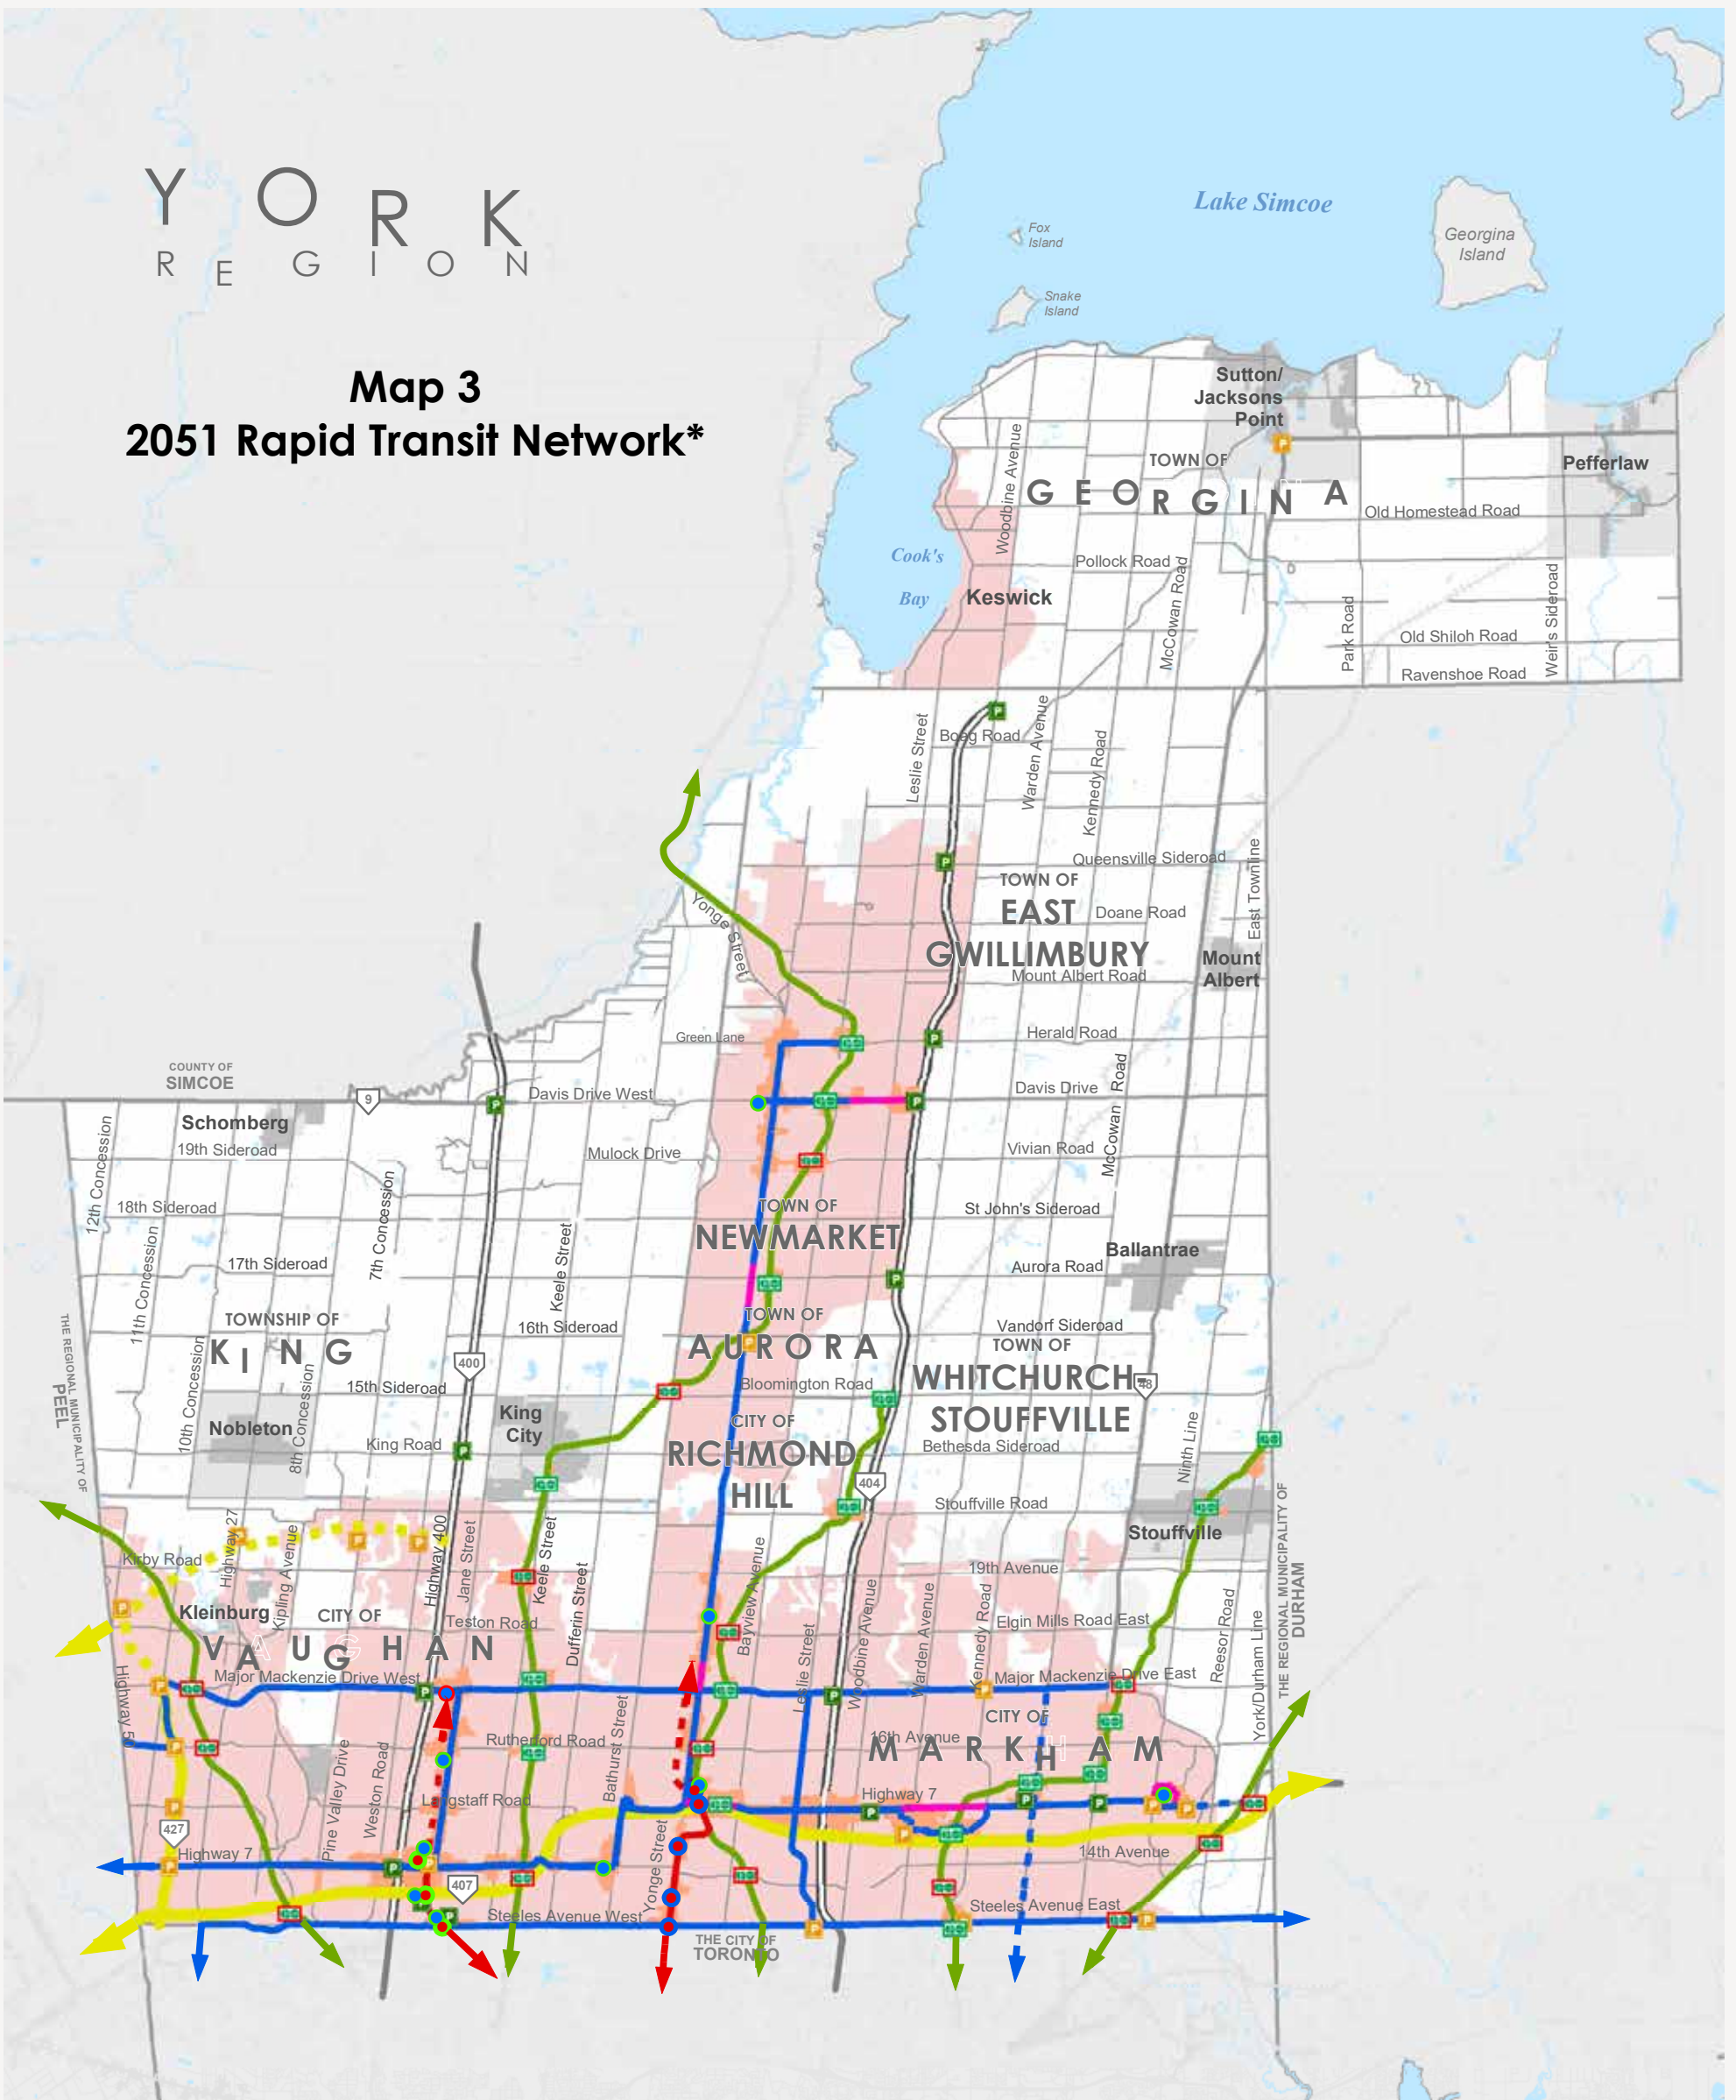 YORK
REGION
Map 3
2051 Rapid Transit Network*
Lake Simcoe
Fox
Island
Georgina
Island
Snake
Island
Sutton/
Jacksons
Point
TOWN OF
GEORGINA
Pefferlaw
Woodbine Avenue
Old Homestead Road
Cook's
Bay
Pollock Road
Keswick
McCowan Road
Park Road
Old Shiloh Road
Weir's Sideroad
Ravenshoe Road
Leslie Street
Boag Road
Warden Avenue
Kennedy Road
Queensville Sideroad
TOWN OF
EAST
GWILLIMBURY
Doane Road
East Townline
Yonge Street
Mount Albert Road
Mount
Albert
Green Lane
Herald Road
COUNTY OF
SIMCOE
9
Davis Drive West
Davis Drive
McCowan Road
Schomberg
19th Sideroad
Mulock Drive
Vivian Road
12th Concession
18th Sideroad
7th Concession
TOWN OF
NEWMARKET
St John's Sideroad
11th Concession
17th Sideroad
Keele Street
Ballantrae
Aurora Road
TOWNSHIP OF
KING
16th Sideroad
TOWN OF
AURORA
Vandorf Sideroad
TOWN OF
WHITCHURCH-
STOUFFVILLE
48
THE REGIONAL MUNICIPALITY OF
PEEL
10th Concession
400
15th Sideroad
Bloomington Road
Nobleton
8th Concession
King
City
King Road
CITY OF
RICHMOND
HILL
Bethesda Sideroad
Ninth Line
404
Stouffville Road
Stouffville
Kirby Road
Highway 27
Kipling Avenue
Highway 400
Jane Street
Keele Street
Dufferin Street
Bayview Avenue
19th Avenue
THE REGIONAL MUNICIPALITY OF
DURHAM
Kleinburg
CITY OF
VAUGHAN
Teston Road
Leslie Street
Woodbine Avenue
Warden Avenue
Kennedy Road
Elgin Mills Road East
Reesor Road
York/Durham Line
Major Mackenzie Drive West
Major Mackenzie Drive East
Highway 50
CITY OF
MARKHAM
Rutherford Road
16th Avenue
Bathurst Street
Pine Valley Drive
Weston Road
Langstaff Road
Highway 7
427
Highway 7
14th Avenue
407
Yonge Street
Steeles Avenue West
Steeles Avenue East
THE CITY OF
TORONTO